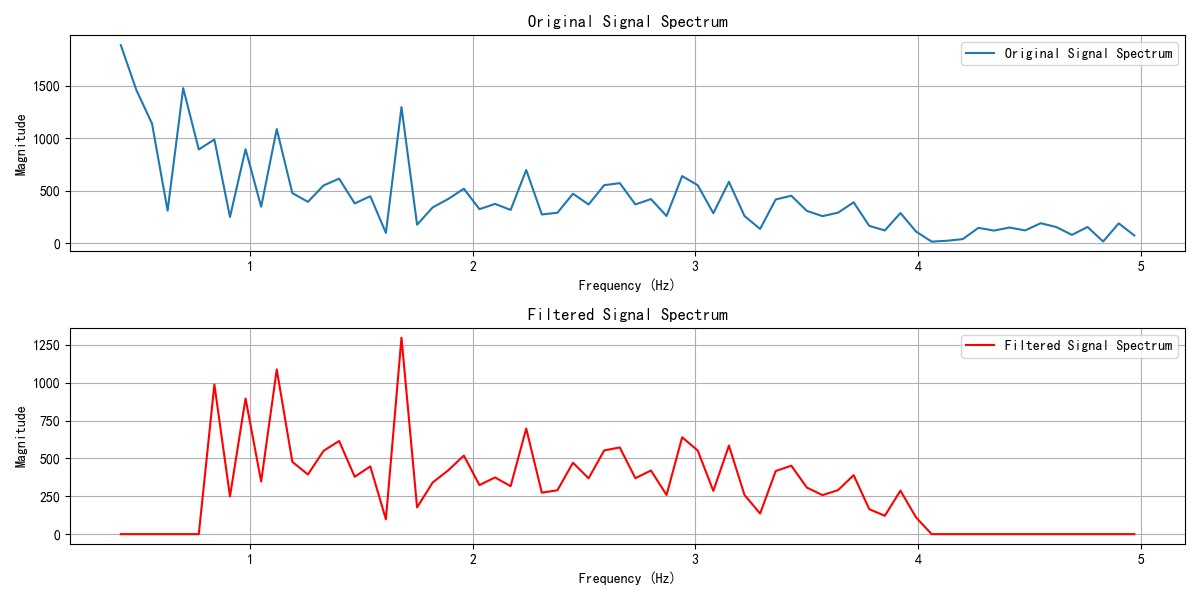 Original Signal Spectrum
Original Signal Spectrum
Magnitude
1500
1000
500
0
1 2 3 4 5
Frequency (Hz)
Filtered Signal Spectrum
Filtered Signal Spectrum
Magnitude
1250
1000
750
500
250
0
1 2 3 4 5
Frequency (Hz)